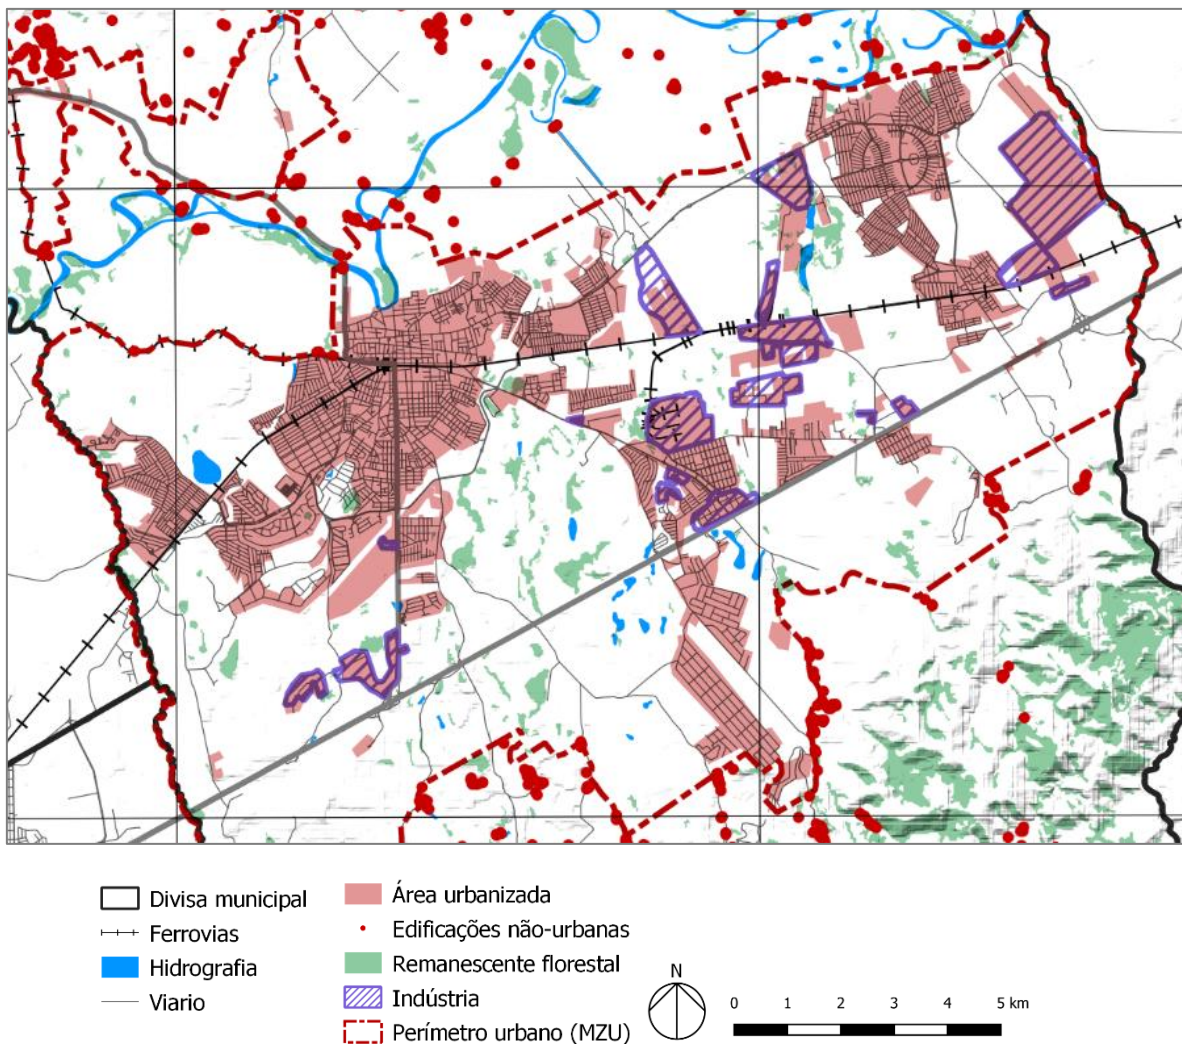 Divisa municipal
Ferrovias
Hidrografia
Viario
Área urbanizada
Edificações não-urbanas
Remanescente florestal
Indústria
Perímetro urbano (MZU)
N
0 1 2 3 4 5 km